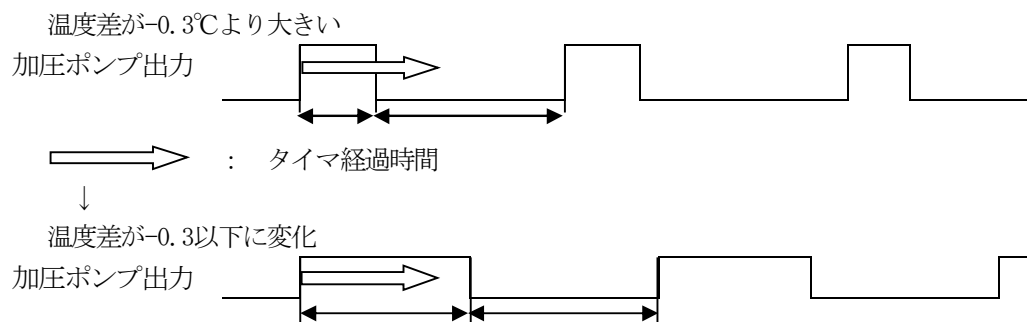 温度差が-0.3℃より大きい
加圧ポンプ出力
： タイマ経過時間
↓
温度差が-0.3以下に変化
加圧ポンプ出力